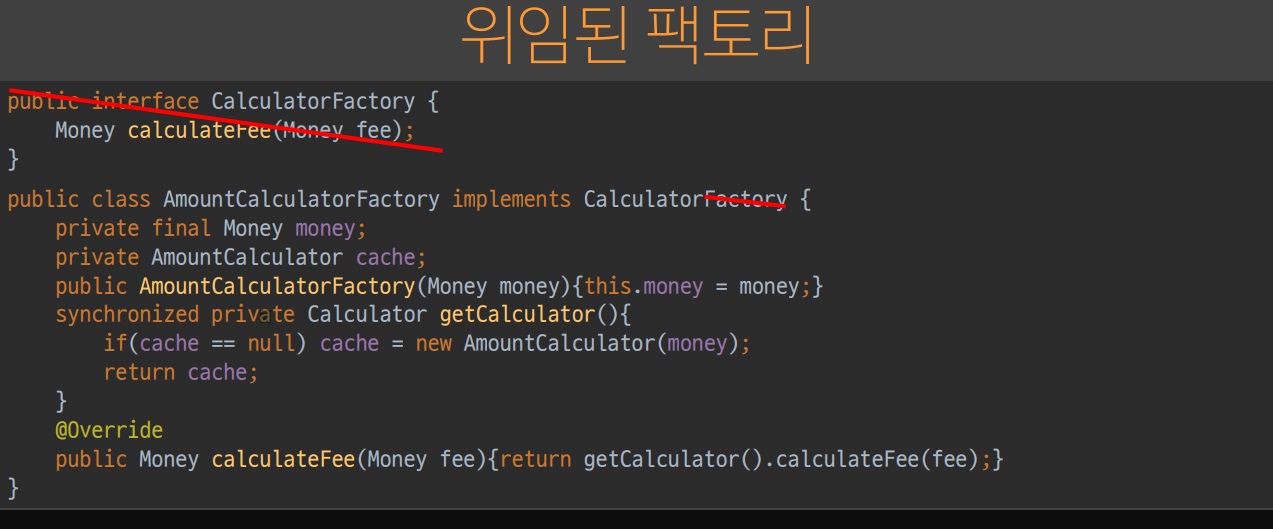 위임된 팩토리
public interface CalculatorFactory {
    Money calculateFee(Money fee);
}
public class AmountCalculatorFactory implements CalculatorFactory {
    private final Money money;
    private AmountCalculator cache;
    public AmountCalculatorFactory(Money money){this.money = money;}
    synchronized private Calculator getCalculator(){
        if(cache == null) cache = new AmountCalculator(money);
        return cache;
    }
    @Override
    public Money calculateFee(Money fee){return getCalculator().calculateFee(fee);}
}